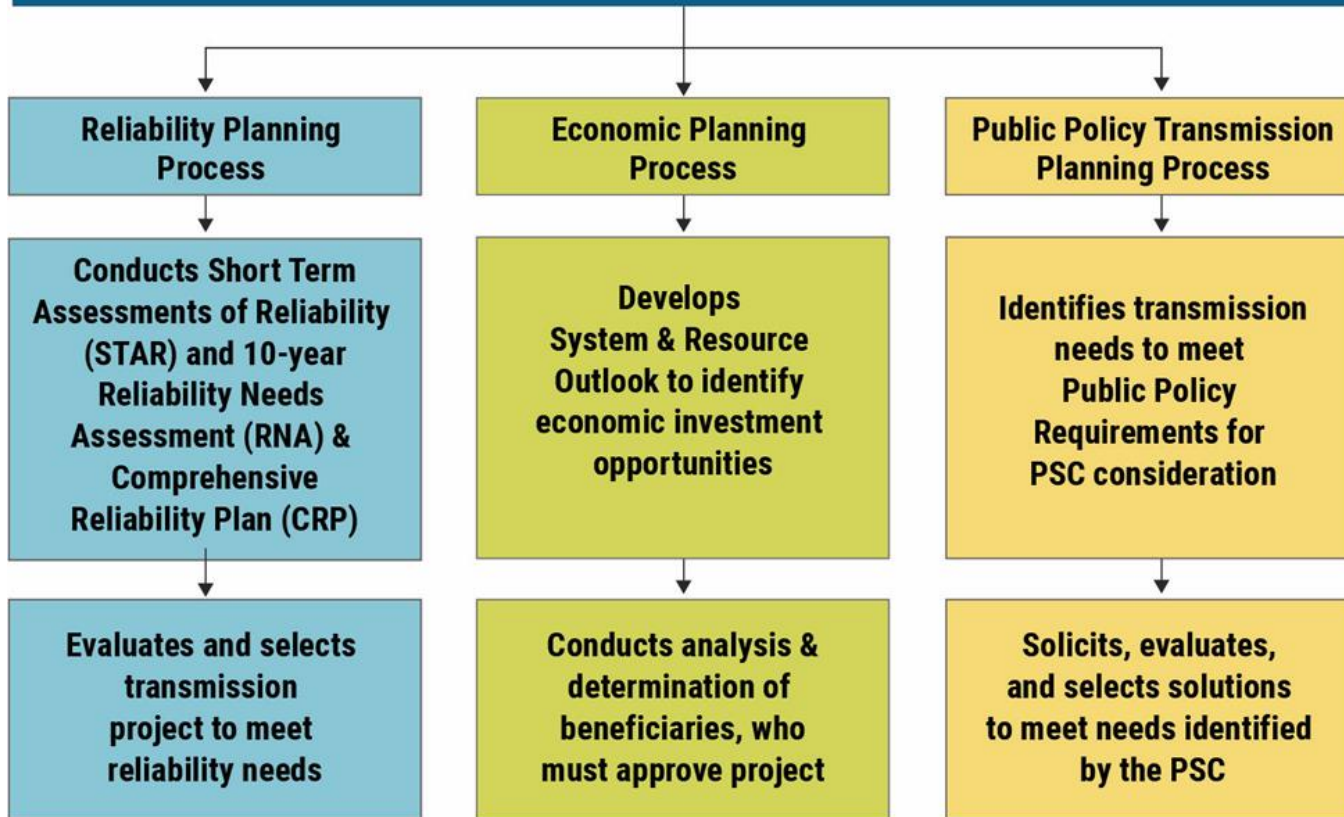 Reliability Planning
Process
Economic Planning
Process
Public Policy Transmission
Planning Process
Conducts Short Term
Assessments of Reliability
(STAR) and 10-year
Reliability Needs
Assessment (RNA) &
Comprehensive
Reliability Plan (CRP)
Develops
System & Resource
Outlook to identify
economic investment
opportunities
Identifies transmission
needs to meet
Public Policy
Requirements for
PSC consideration
Evaluates and selects
transmission
project to meet
reliability needs
Conducts analysis &
determination of
beneficiaries, who
must approve project
Solicits, evaluates,
and selects solutions
to meet needs identified
by the PSC